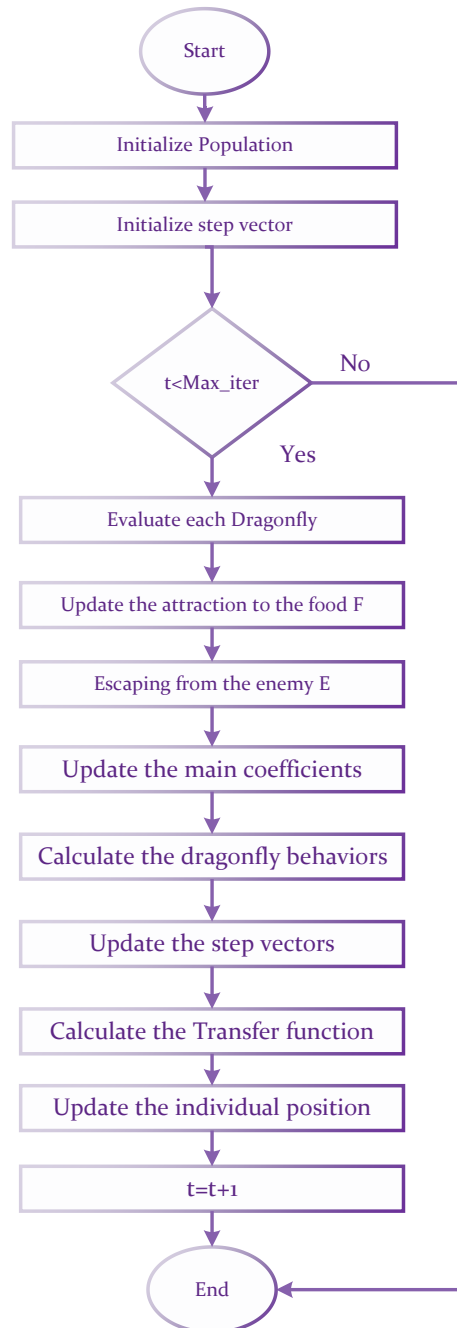 Start
Initialize Population
Initialize step vector
t<Max_iter
No
Yes
Evaluate each Dragonfly
Update the attraction to the food F
Escaping from the enemy E
Update the main coefficients
Calculate the dragonfly behaviors
Update the step vectors
Calculate the Transfer function
Update the individual position
t=t+1
End